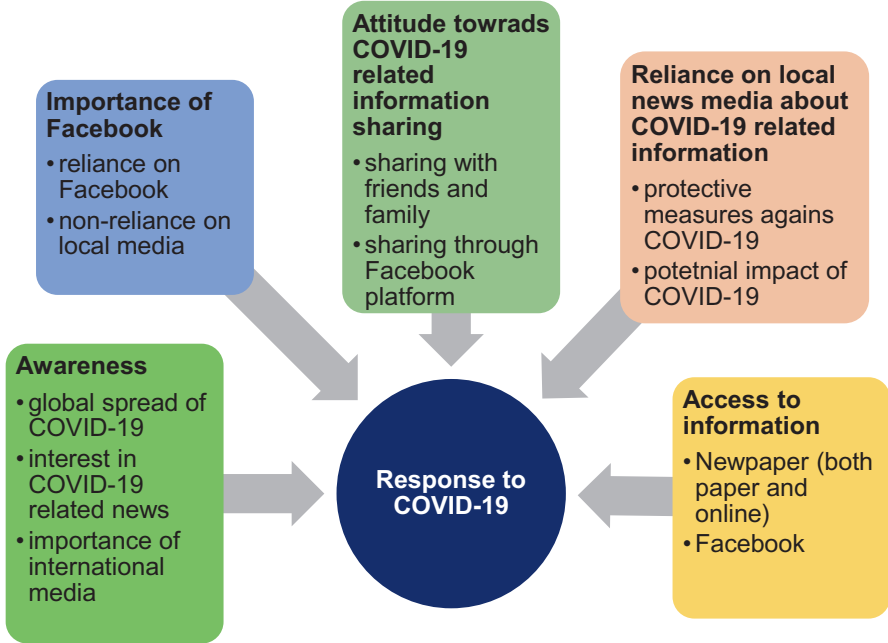 Importance of
Facebook
• reliance on
Facebook
• non-reliance on
local media
Attitude towrads
COVID-19
related
information
sharing
• sharing with
friends and
family
• sharing through
Facebook
platform
Reliance on local
news media about
COVID-19 related
information
• protective
measures agains
COVID-19
• potetnial impact of
COVID-19
Awareness
• global spread of
COVID-19
• interest in
COVID-19
related news
• importance of
international
media
Response to
COVID-19
Access to
information
• Newpaper (both
paper and
online)
• Facebook